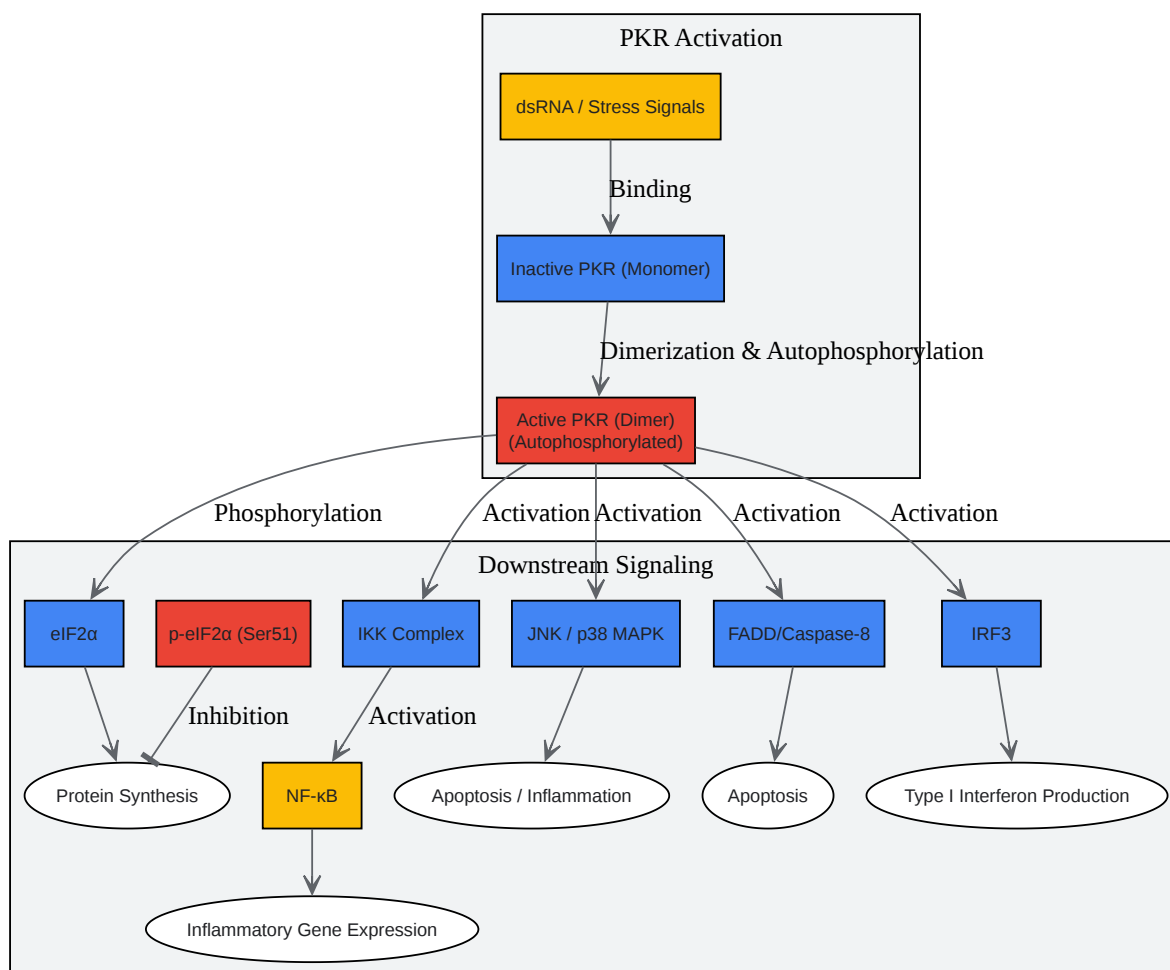 PKR Activation
dsRNA / Stress Signals
Binding
Inactive PKR (Monomer)
Dimerization & Autophosphorylation
Active PKR (Dimer)
(Autophosphorylated)
Phosphorylation
Activation
Activation
Activation
Activation
Downstream Signaling
eIF2α
p-eIF2α (Ser51)
IKK Complex
JNK / p38 MAPK
FADD/Caspase-8
IRF3
Inhibition
Activation
Protein Synthesis
NF-κB
Apoptosis / Inflammation
Apoptosis
Type I Interferon Production
Inflammatory Gene Expression